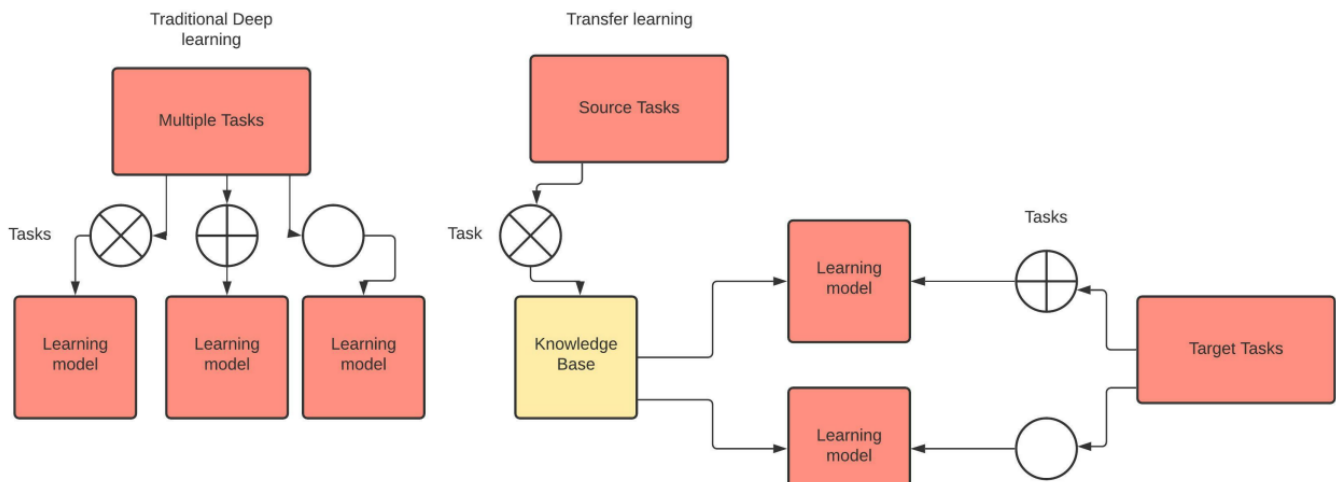 Traditional Deep
learning
Multiple Tasks
Tasks
Learning
model
Learning
model
Learning
model
Transfer learning
Source Tasks
Task
Knowledge
Base
Learning
model
Learning
model
Tasks
Target Tasks